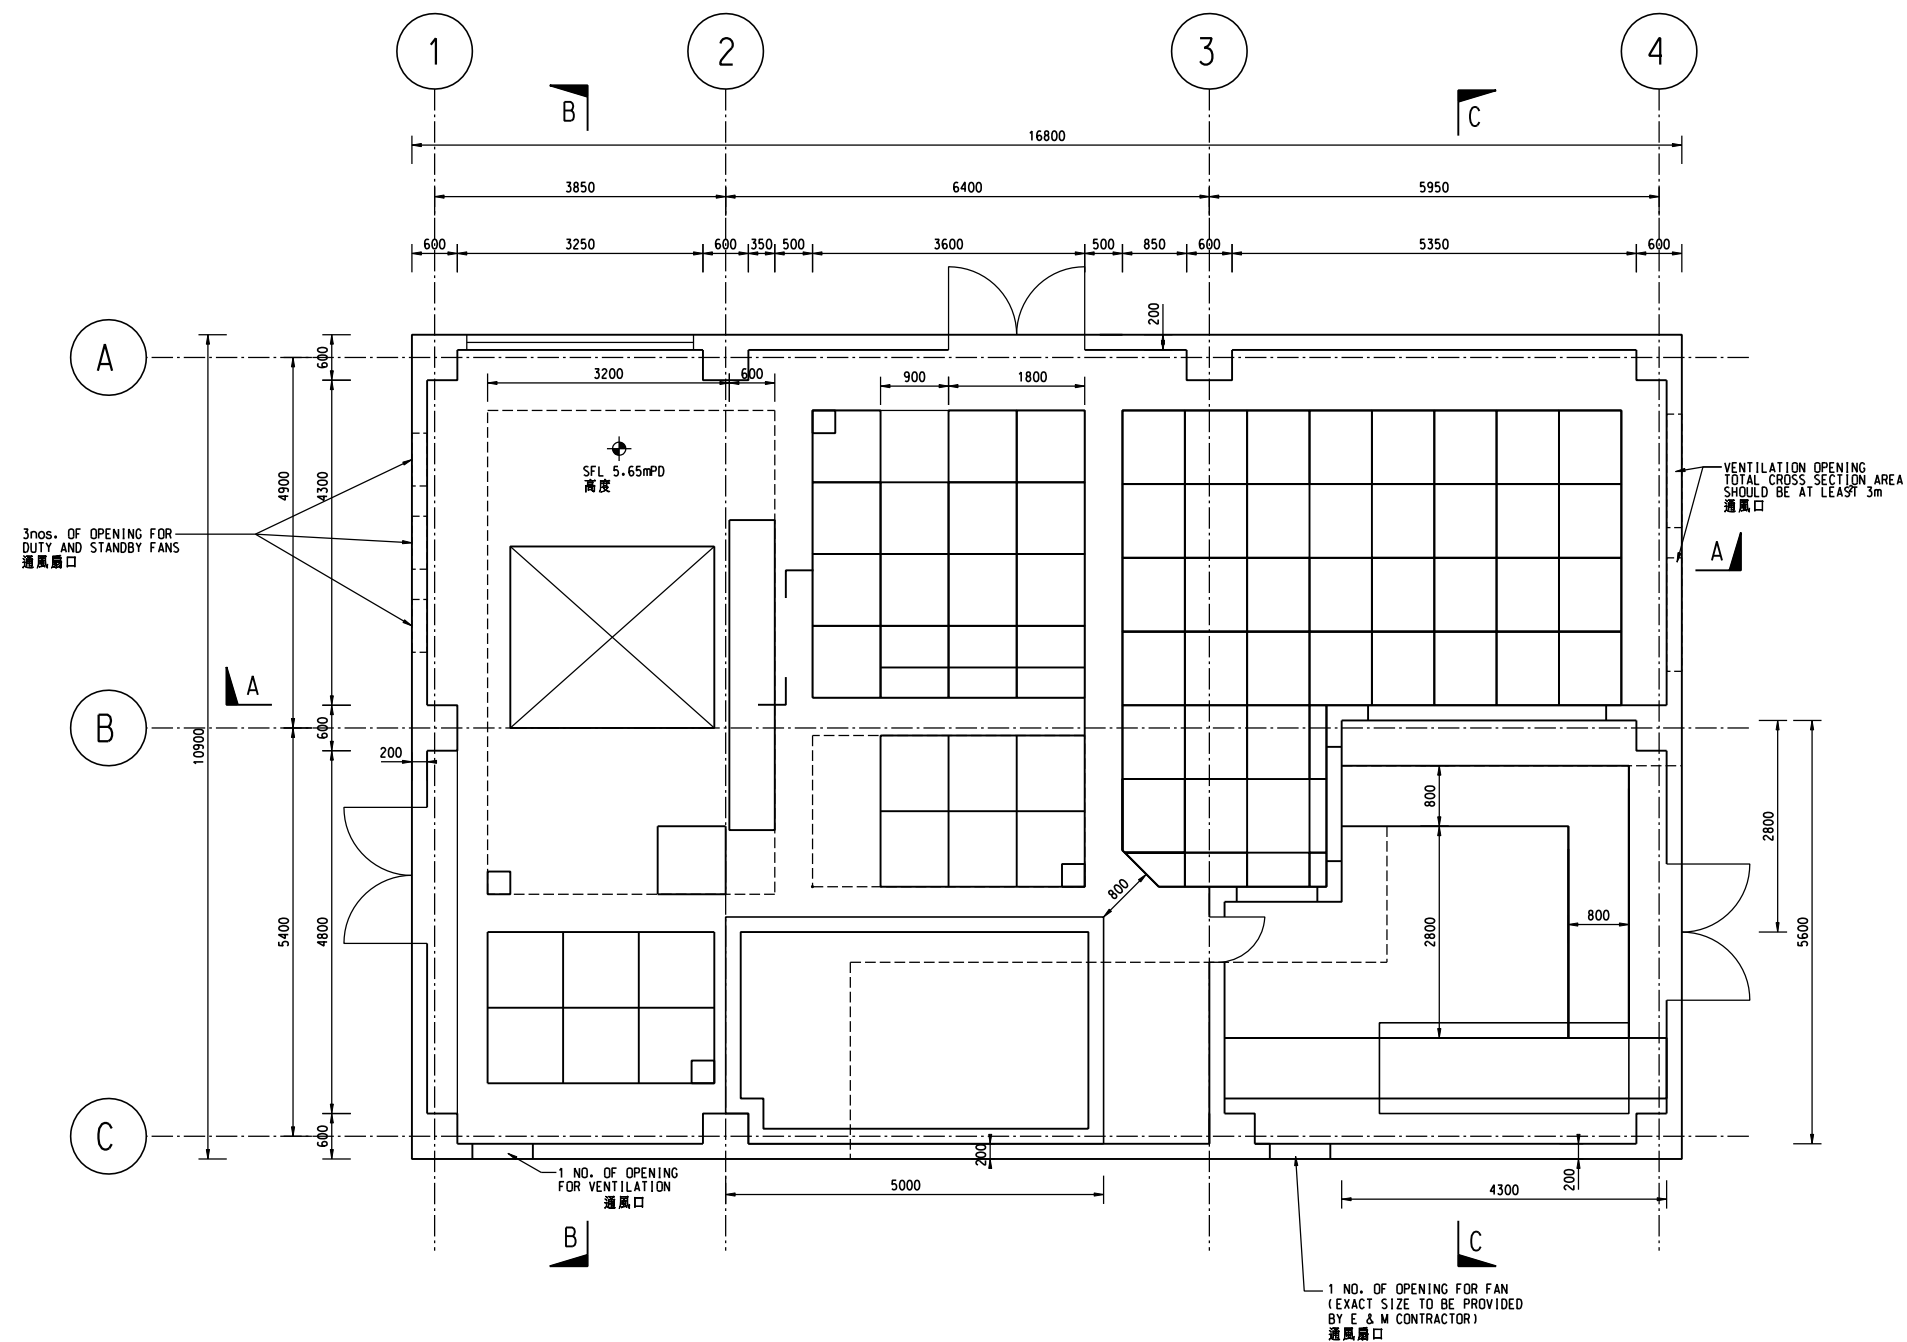 1
2
3
4
B
C
16800
3850
6400
5950
600
3250
600
350
500
3600
500
850
600
5350
600
200
A
600
3200
600
900
1800
SFL 5.65mPD
高度
4900
4300
VENTILATION OPENING
TOTAL CROSS SECTION AREA
SHOULD BE AT LEAST 3m2
通風口
3nos. OF OPENING FOR
DUTY AND STANDBY FANS
通風扇口
A
A
B
600
10900
200
800
2800
800
5400
4800
2800
800
5600
C
600
200
200
1 NO. OF OPENING
FOR VENTILATION
通風口
5000
4300
B
C
1 NO. OF OPENING FOR FAN
(EXACT SIZE TO BE PROVIDED
BY E & M CONTRACTOR)
通風扇口